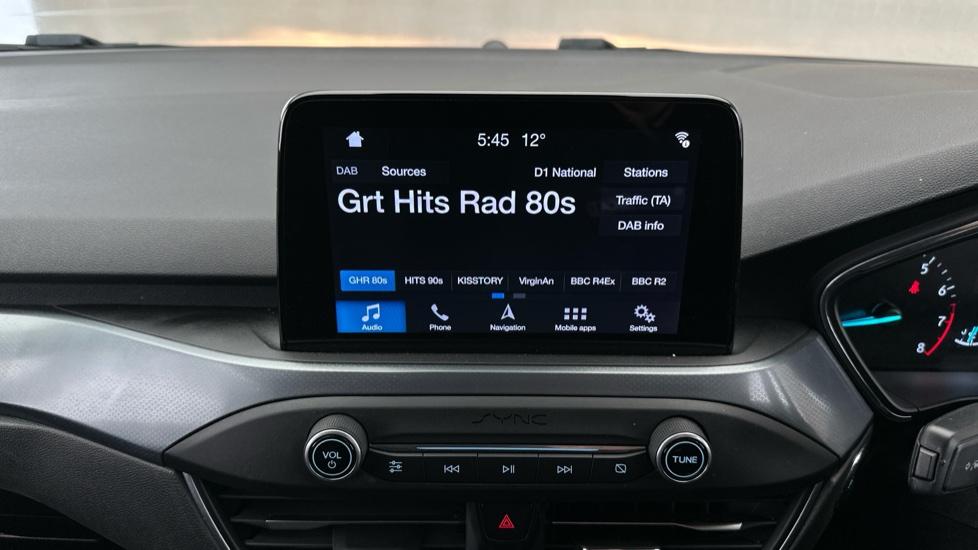 5:45 12°
DAB Sources D1 National Stations
Grt Hits Rad 80s
Traffic (TA)
DAB info
GHR 80s HITS 90s KISSTORY VirginAn BBC R4Ex BBC R2
Audio Phone Navigation Mobile apps Settings
SYNC
VOL
TUNE
5
6
7
8